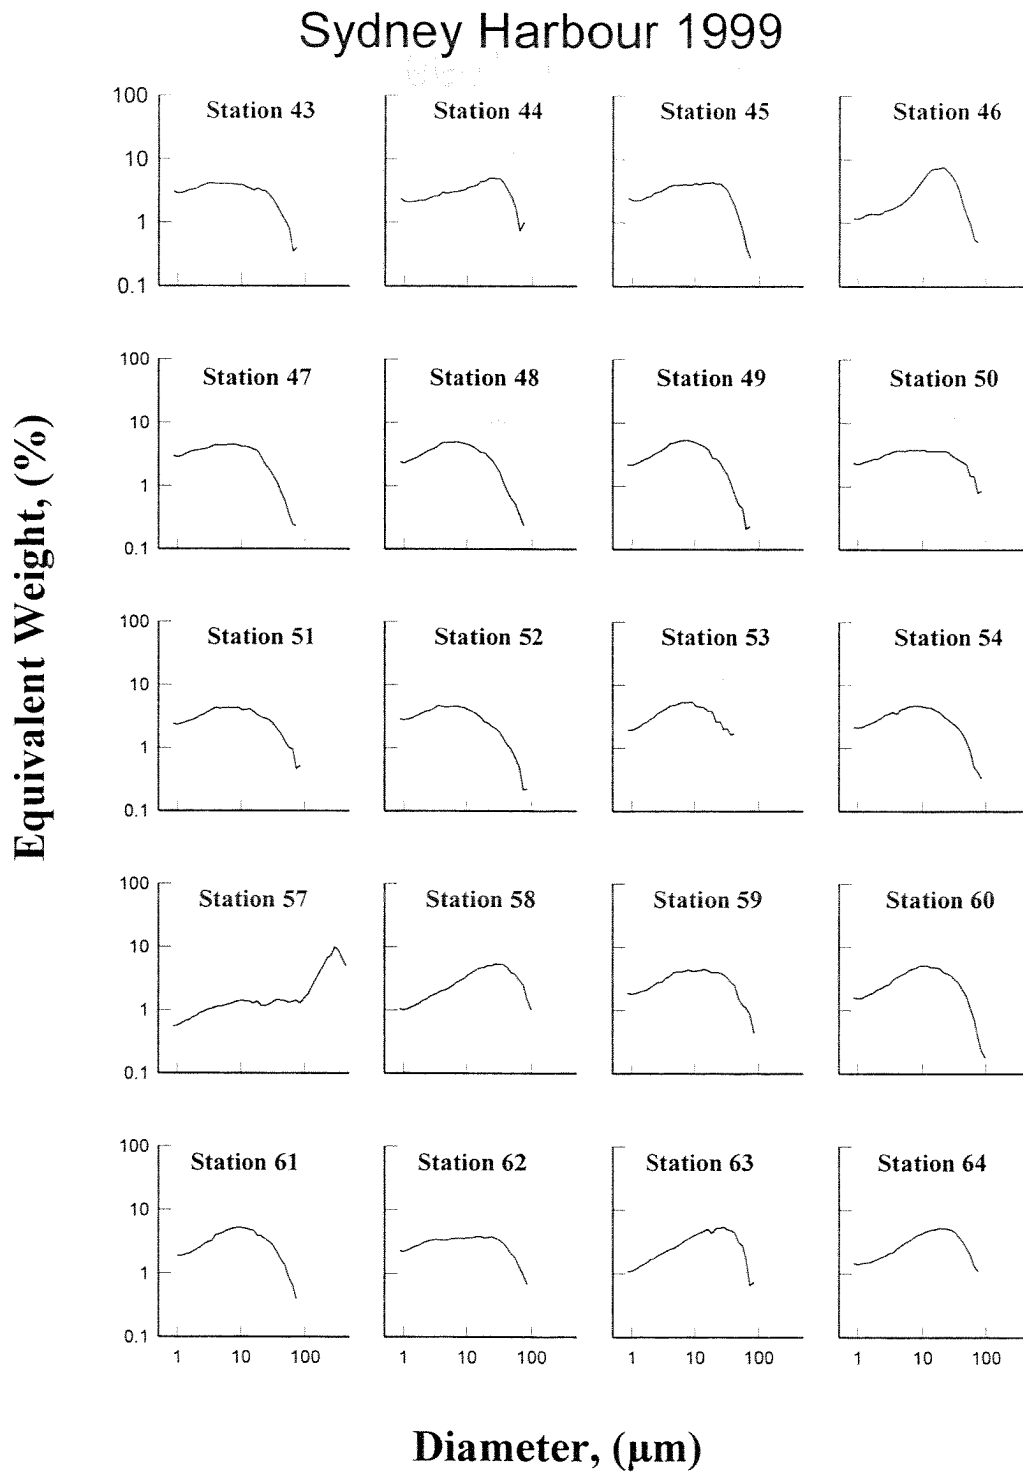 Sydney Harbour 1999
100
Station 43
Station 44
Station 45
Station 46
10
1
0.1
100
Station 47
Station 48
Station 49
Station 50
10
1
0.1
100
Station 51
Station 52
Station 53
Station 54
10
1
0.1
100
Station 57
Station 58
Station 59
Station 60
10
1
0.1
100
Station 61
Station 62
Station 63
Station 64
10
1
0.1
1 10 100 1 10 100 1 10 100 1 10 100
Equivalent Weight, (%)
Diameter, (µm)